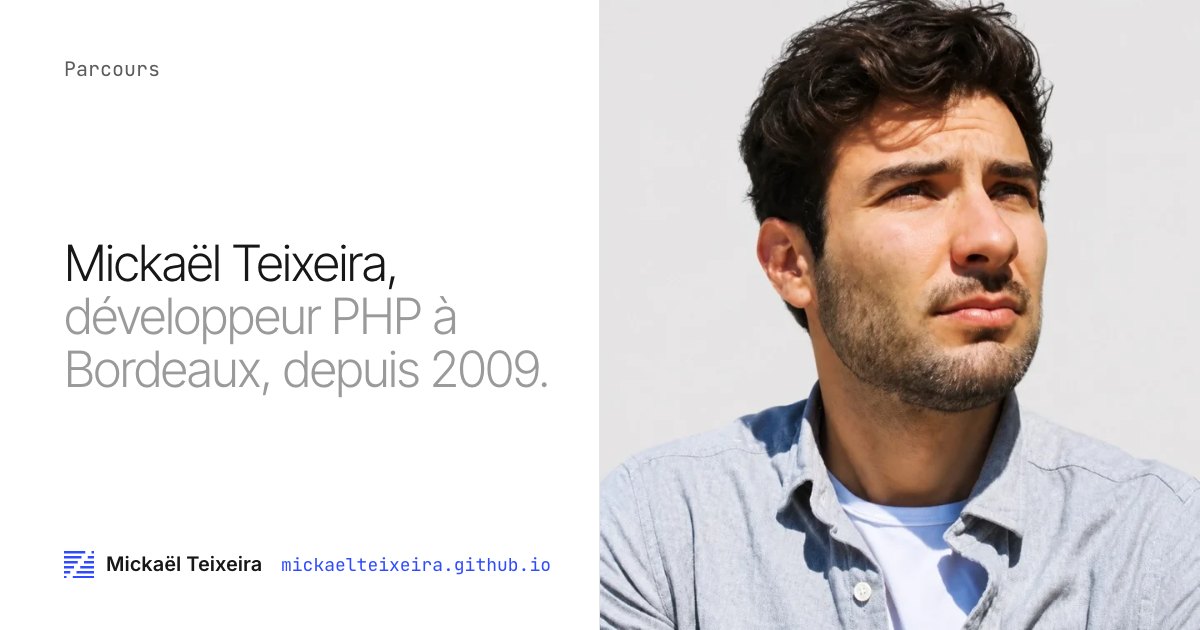 Parcours
Mickaël Teixeira,
développeur PHP à
Bordeaux, depuis 2009.
Mickaël Teixeira mickaelteixeira.github.io